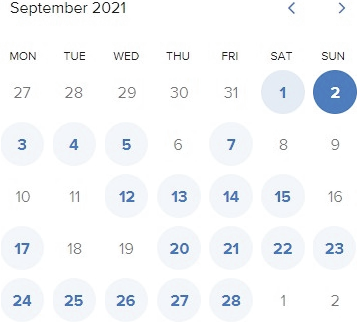 September 2021
MON TUE WED THU FRI SAT SUN
27 28 29 30 31 1 2
3 4 5 6 7 8 9
10 11 12 13 14 15 16
17 18 19 20 21 22 23
24 25 26 27 28 1 2